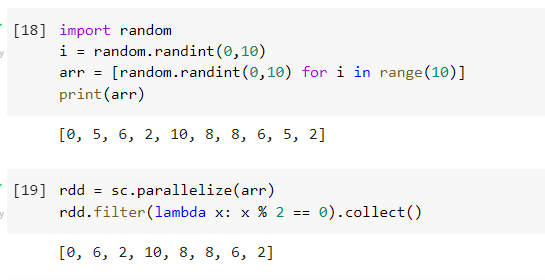 [18] import random
i = random.randint(0,10)
arr = [random.randint(0,10) for i in range(10)]
print(arr)
[0, 5, 6, 2, 10, 8, 8, 6, 5, 2]
[19] rdd = sc.parallelize(arr)
rdd.filter(lambda x: x % 2 == 0).collect()
[0, 6, 2, 10, 8, 8, 6, 2]